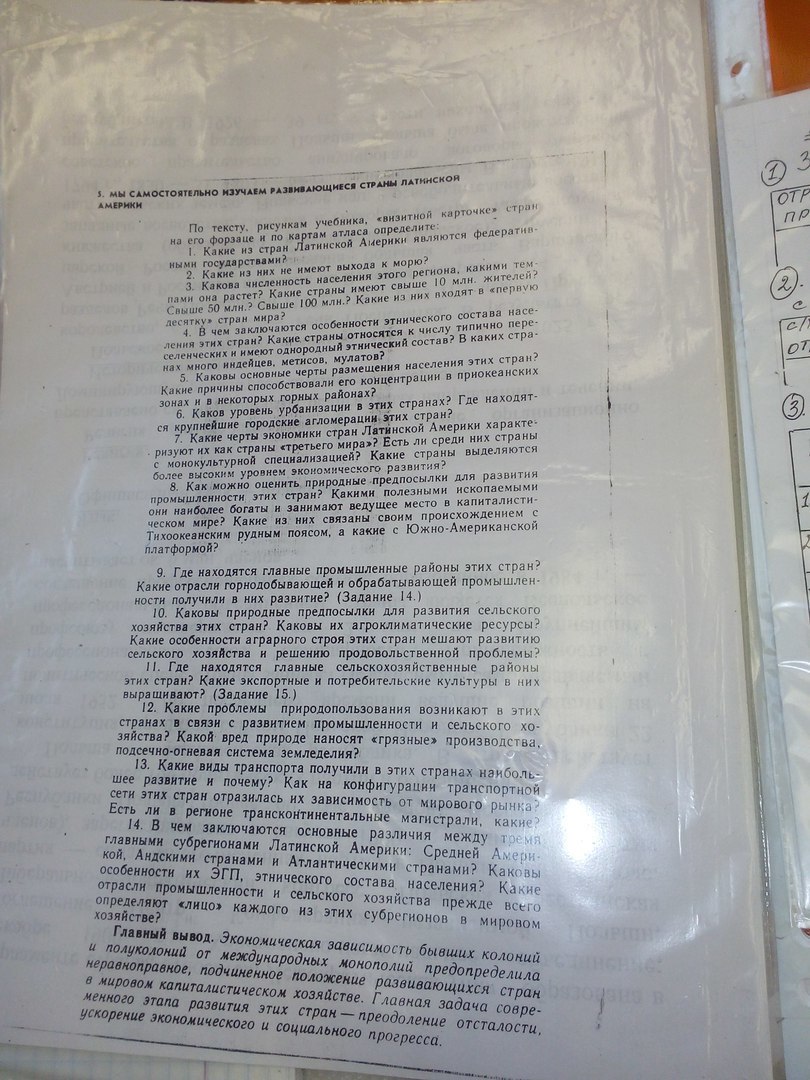 5. МЫ САМОСТОЯТЕЛЬНО ИЗУЧАЕМ РАЗВИВАЮЩИЕСЯ СТРАНЫ ЛАТИНСКОЙ
АМЕРИКИ
По тексту, рисункам учебника, «визитной карточке» стран
на его форзаце и по картам атласа определите:
1. Какие из стран Латинской Америки являются федератив-
ными государствами?
2. Какие из них не имеют выхода к морю?
3. Какова численность населения этого региона, какими тем-
пами она растет? Какие страны имеют свыше 10 млн. жителей?
Свыше 50 млн.? Свыше 100 млн.? Какие из них входят в «первую
десятку» стран мира?
4. В чем заключаются особенности этнического состава насе-
ления этих стран? Какие страны относятся к числу типично пере-
селенческих и имеют однородный этнический состав? В каких стра-
нах много индейцев, метисов, мулатов?
5. Каковы основные черты размещения населения этих стран?
Какие причины способствовали его концентрации в приокеанских
зонах и в некоторых горных районах?
6. Каков уровень урбанизации в этих странах? Где находят-
ся крупнейшие городские агломерации этих стран?
7. Какие черты экономики стран Латинской Америки характе-
ризуют их как страны «третьего мира»? Есть ли среди них страны
с монокультурной специализацией? Какие страны выделяются
более высоким уровнем экономического развития?
8. Как можно оценить природные предпосылки для развития
промышленности этих стран? Какими полезными ископаемыми
они наиболее богаты и занимают ведущее место в капиталисти-
ческом мире? Какие из них связаны своим происхождением с
Тихоокеанским рудным поясом, а какие с Южно-Американской
платформой?
9. Где находятся главные промышленные районы этих стран?
Какие отрасли горнодобывающей и обрабатывающей промышлен-
ности получили в них развитие? (Задание 14.)
10. Каковы природные предпосылки для развития сельского
хозяйства этих стран? Каковы их агроклиматические ресурсы?
Какие особенности аграрного строя этих стран мешают развитию
сельского хозяйства и решению продовольственной проблемы?
11. Где находятся главные сельскохозяйственные районы
этих стран? Какие экспортные и потребительские культуры в них
выращивают? (Задание 15.)
12. Какие проблемы природопользования возникают в этих
странах в связи с развитием промышленности и сельского хо-
зяйства? Какой вред природе наносят «грязные» производства,
подсечно-огневая система земледелия?
13. Какие виды транспорта получили в этих странах наиболь-
шее развитие и почему? Как на конфигурации транспортной
сети этих стран отразилась их зависимость от мирового рынка?
Есть ли в регионе трансконтинентальные магистрали, какие?
14. В чем заключаются основные различия между тремя
главными субрегионами Латинской Америки: Средней Амери-
кой, Андскими странами и Атлантическими странами? Каковы
особенности их ЭГП, этнического состава населения? Какие
отрасли промышленности и сельского хозяйства прежде всего
определяют «лицо» каждого из этих субрегионов в мировом
хозяйстве?
Главный вывод. Экономическая зависимость бывших колоний
и полуколоний от международных монополий предопределила
неравноправное, подчиненное положение развивающихся стран
в мировом капиталистическом хозяйстве. Главная задача совре-
менного этапа развития этих стран — преодоление отсталости,
ускорение экономического и социального прогресса.
1
ОТР
ПР
2.
С
ОТ
3.
1
2